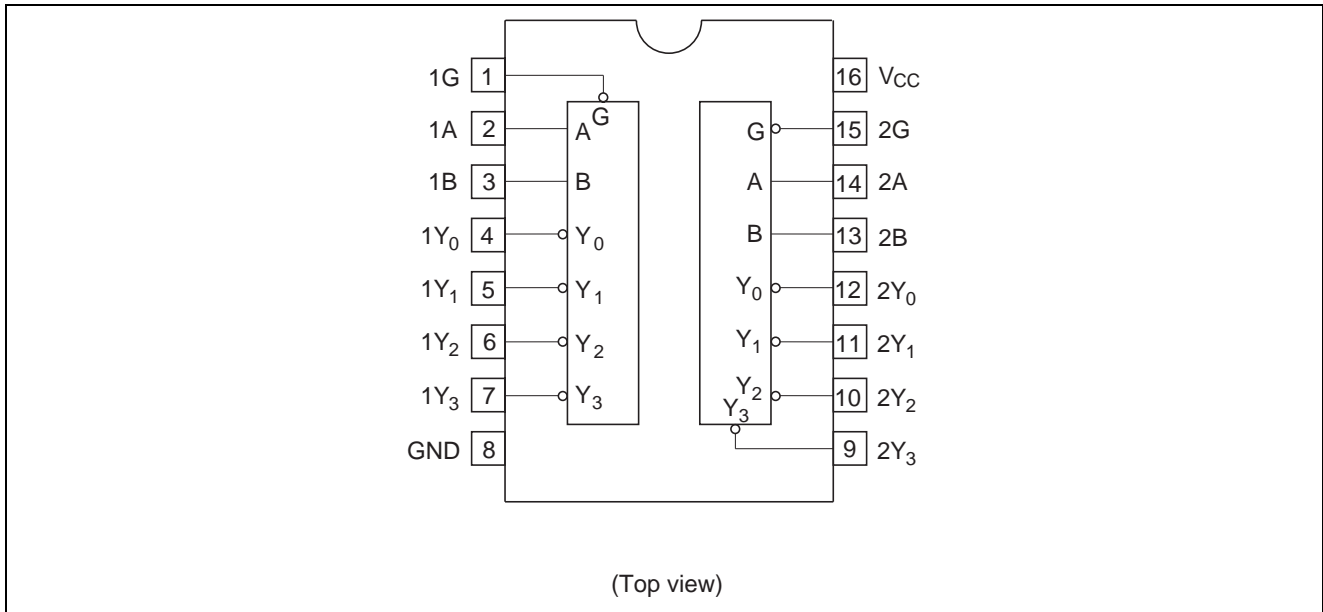 1G 1 16 VCC
G
1A 2 A G 15 2G
1B 3 B A 14 2A
1Y0 4 Y0 B 13 2B
1Y1 5 Y1 Y0 12 2Y0
1Y2 6 Y2 Y1 11 2Y1
1Y3 7 Y3 Y2 10 2Y2
Y3
GND 8 9 2Y3
(Top view)